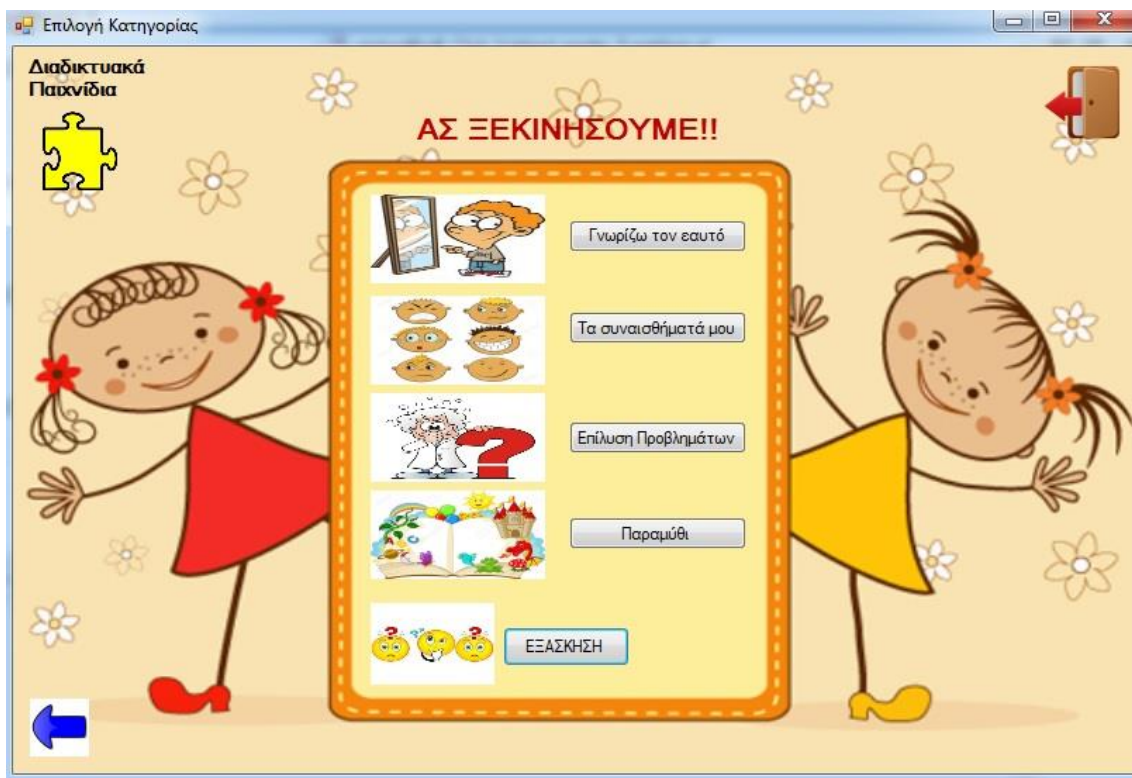 Επιλογή Κατηγορίας
Διαδικτυακά
Παιχνίδια
ΑΣ ΞΕΚΙΝΗΣΟΥΜΕ!!
Γνωρίζω τον εαυτό
Τα συναισθήματά μου
Επίλυση Προβλημάτων
Παραμύθι
ΕΞΑΣΚΗΣΗ